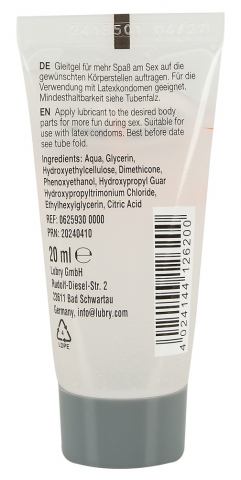 DE Gleitgel für mehr Spaß am Sex auf die
gewünschten Körperstellen auftragen. Für die
Verwendung mit Latexkondomen geeignet.
Mindesthaltbarkeit siehe Tubenfalz.
EN Apply lubricant to the desired body
parts for more fun during sex. Suitable for
use with latex condoms. Best before date
see tube fold.
Ingredients: Aqua, Glycerin,
Hydroxyethylcellulose, Dimethicone,
Phenoxyethanol, Hydroxypropyl Guar
Hydroxypropyltrimonium Chloride,
Ethylhexylglycerin, Citric Acid
REF: 0625930 0000
PRN: 20240410
20 ml ℮
Lubry GmbH
Rudolf-Diesel-Str. 2
23611 Bad Schwartau
Germany, info@lubry.com
4
LDPE
4 024144 126200